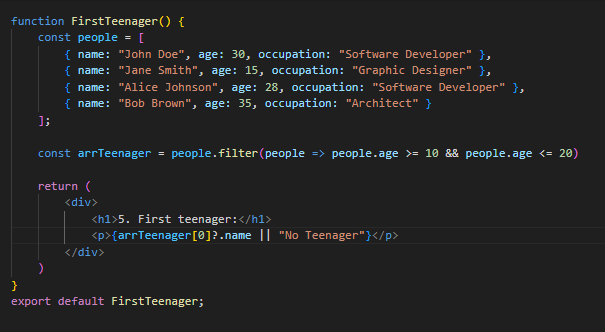 function FirstTeenager() {
const people = [
{ name: "John Doe", age: 30, occupation: "Software Developer" },
{ name: "Jane Smith", age: 15, occupation: "Graphic Designer" },
{ name: "Alice Johnson", age: 28, occupation: "Software Developer" },
{ name: "Bob Brown", age: 35, occupation: "Architect" }
];
const arrTeenager = people.filter(people => people.age >= 10 && people.age <= 20)
return (
<div>
<h1>5. First teenager:</h1>
<p>{arrTeenager[0]?.name || "No Teenager"}</p>
</div>
)
}
export default FirstTeenager;